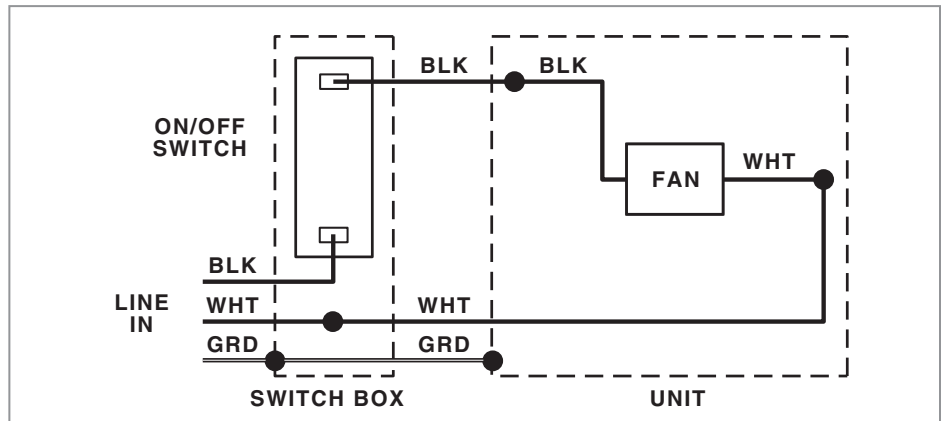 BLK
BLK
ON/OFF
SWITCH
FAN
WHT
BLK
LINE
IN
WHT
WHT
GRD
GRD
SWITCH BOX
UNIT